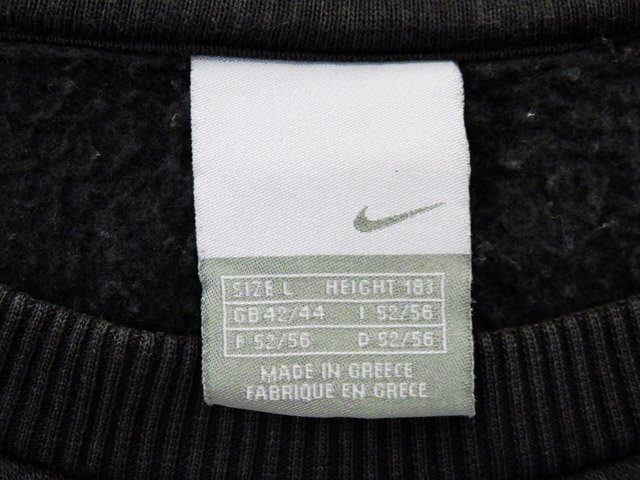 SIZE L HEIGHT 183
GB 42/44 I 52/56
F 52/56 D 52/56
MADE IN GREECE
FABRIQUE EN GRECE